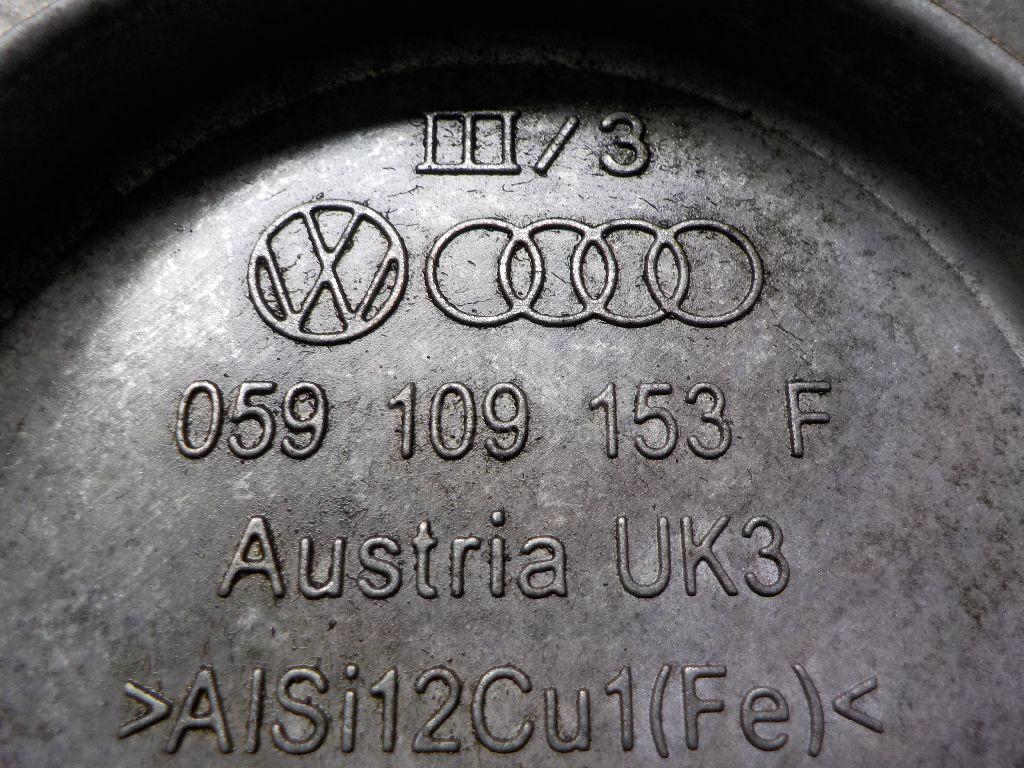 III/3
059 109 153 F
Austria UK3
>AlSi12Cu1(Fe)<